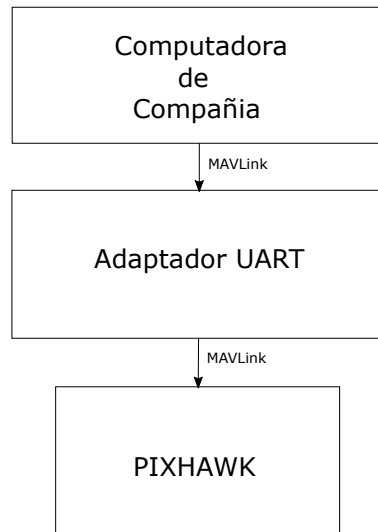 Computadora
de
Compañia
MAVLink
Adaptador UART
MAVLink
PIXHAWK